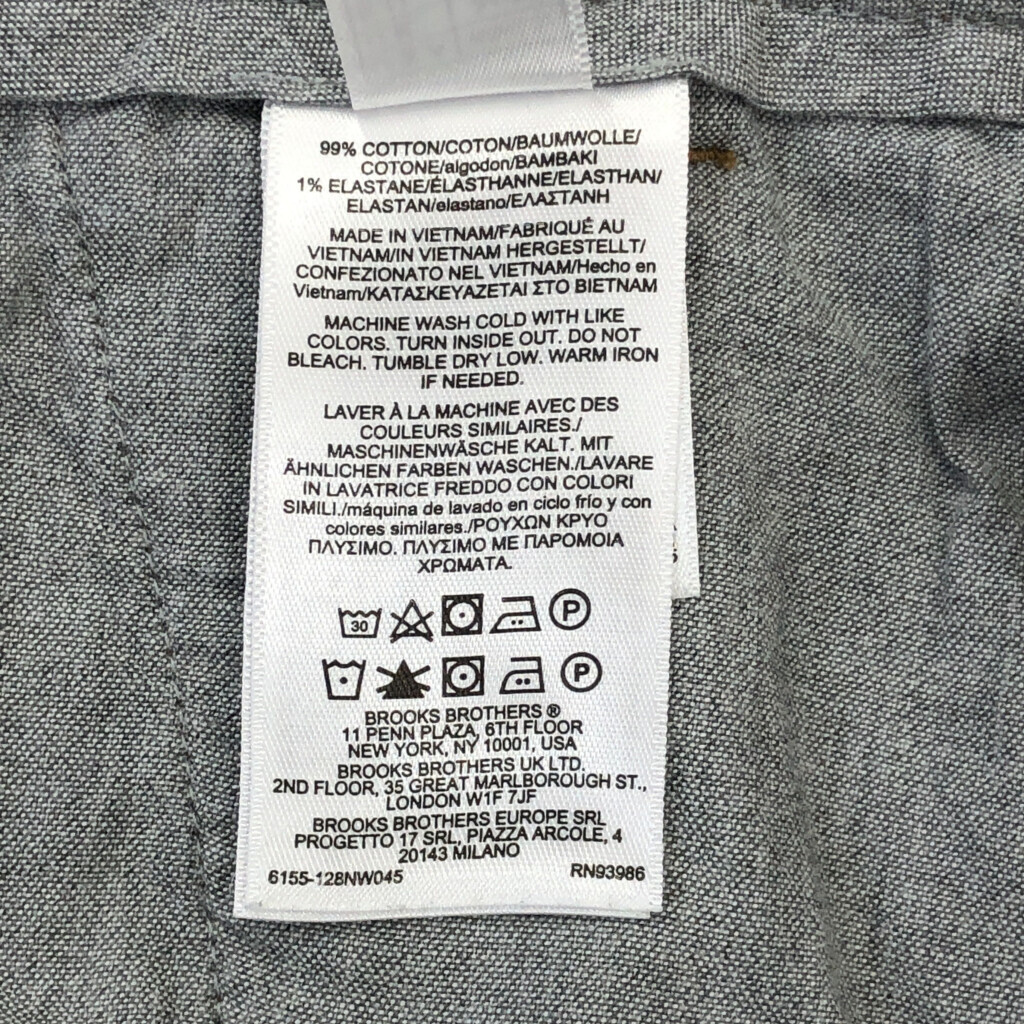 99% COTTON/COTON/BAUMWOLLE/
COTONE/algodon/BAMBAKI
1% ELASTANE/ÉLASTHANNE/ELASTHAN/
ELASTAN/elastano/ΕΛΑΣΤΑΝΗ
MADE IN VIETNAM/FABRIQUÉ AU
VIETNAM/IN VIETNAM HERGESTELLT/
CONFEZIONATO NEL VIETNAM/Hecho en
Vietnam/ΚΑΤΑΣΚΕΥΑΖΕΤΑΙ ΣΤΟ ΒΙΕΤΝΑΜ
MACHINE WASH COLD WITH LIKE
COLORS. TURN INSIDE OUT. DO NOT
BLEACH. TUMBLE DRY LOW. WARM IRON
IF NEEDED.
LAVER À LA MACHINE AVEC DES
COULEURS SIMILAIRES./
MASCHINENWÄSCHE KALT. MIT
ÄHNLICHEN FARBEN WASCHEN./LAVARE
IN LAVATRICE FREDDO CON COLORI
SIMILI./máquina de lavado en ciclo frío y con
colores similares./ΡΟΥΧΩΝ ΚΡΥΟ
ΠΛΥΣΙΜΟ. ΠΛΥΣΙΜΟ ΜΕ ΠΑΡΟΜΟΙΑ
ΧΡΩΜΑΤΑ.
30 P
P
BROOKS BROTHERS ®
11 PENN PLAZA, 6TH FLOOR
NEW YORK, NY 10001, USA
BROOKS BROTHERS UK LTD.
2ND FLOOR, 35 GREAT MARLBOROUGH ST.,
LONDON W1F 7JF
BROOKS BROTHERS EUROPE SRL
PROGETTO 17 SRL, PIAZZA ARCOLE, 4
20143 MILANO
6155-128NW045 RN93986